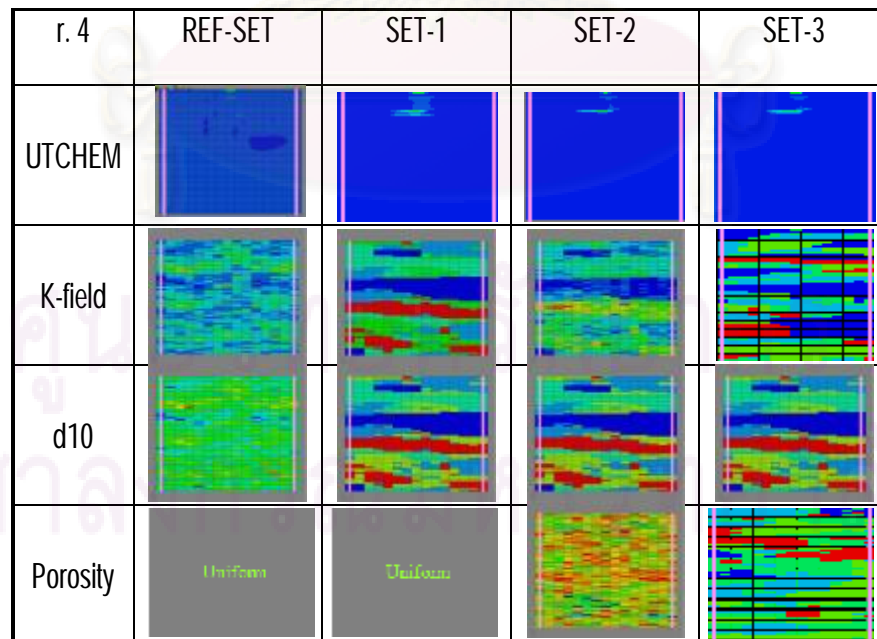 r. 4 REF-SET SET-1 SET-2 SET-3
UTCHEM
K-field
d10
Porosity Uniform Uniform